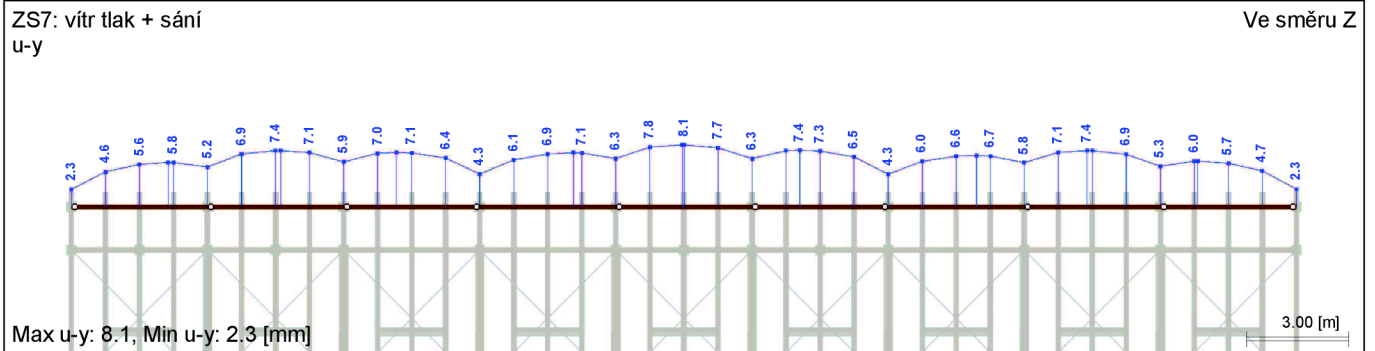 ZS7: vítr tlak + sání
Ve směru Z
u-y
2.3 4.6 5.6 5.8 5.2 6.9 7.4 7.1 5.9 7.0 7.1 6.4 4.3 6.1 6.9 7.1 6.3 7.8 8.1 7.7 6.3 7.4 7.3 6.5 4.3 6.0 6.6 6.7 5.8 7.1 7.4 6.9 5.3 6.0 5.7 4.7 2.3
3.00 [m]
Max u-y: 8.1, Min u-y: 2.3 [mm]